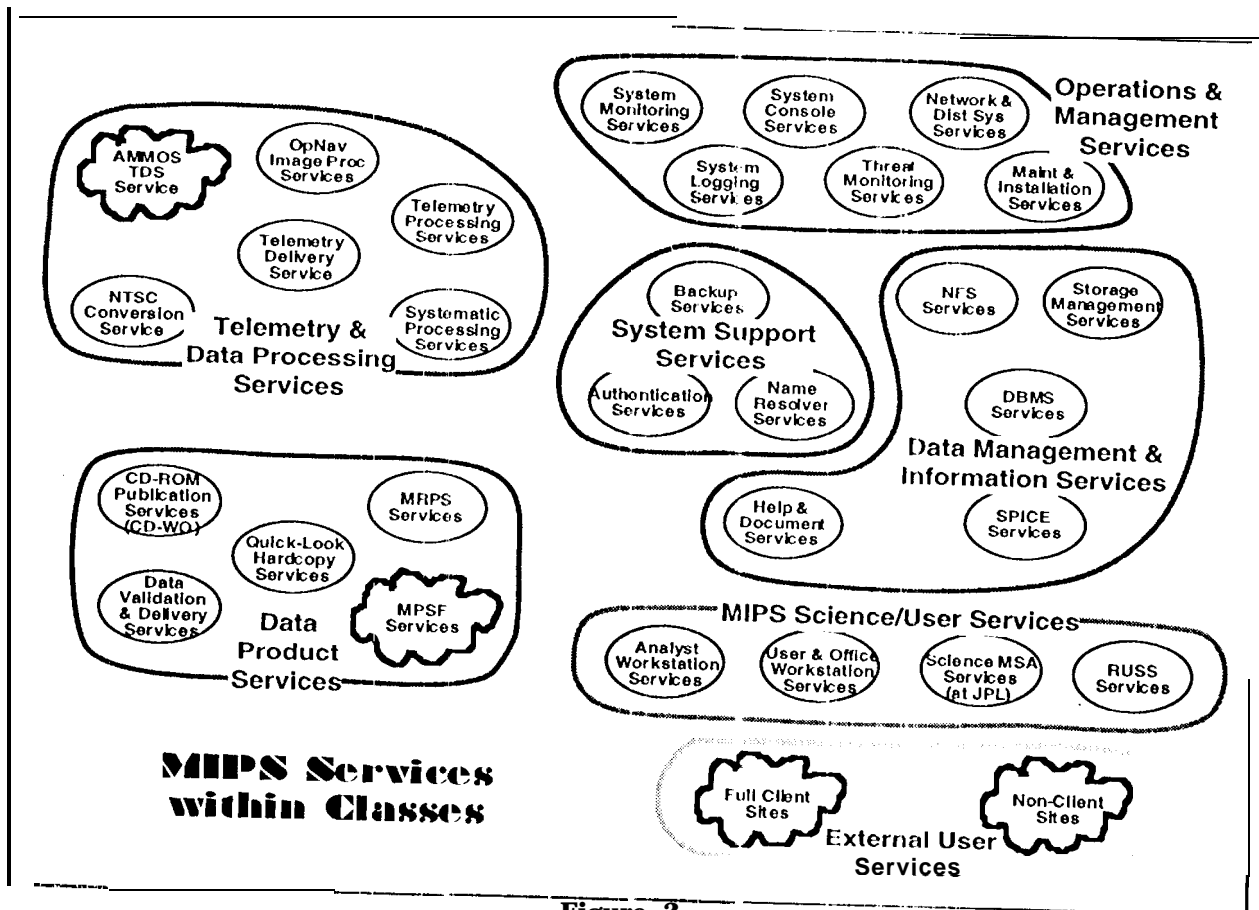 AMMOS
TDS
Service
OpNav
Image Proc
Services
Telemetry
Processing
Services
Telemetry
Delivery
Service
NTSC
Conversion
Service
Systematic
Processing
Services
Telemetry &
Data Processing
Services
System
Monitoring
Services
System
Console
Services
Network &
Dist Sys
Services
System
Logging
Services
Threat
Monitoring
Services
Maint &
Installation
Services
Operations &
Management
Services
Backup
Services
System Support
Services
Authentication
Services
Name
Resolver
Services
NFS
Services
Storage
Management
Services
DBMS
Services
Data Management &
Information Services
Help &
Document
Services
SPICE
Services
CD-ROM
Publication
Services
(CD-WO)
MRPS
Services
Quick-Look
Hardcopy
Services
Data
Validation
& Delivery
Services
MPSF
Services
Data
Product
Services
MIPS Science/User Services
Analyst
Workstation
Services
User & Office
Workstation
Services
Science MSA
Services
(at JPL)
RUSS
Services
Full Client
Sites
Non-Client
Sites
External User
Services
MIPS Services
within Classes
Figure